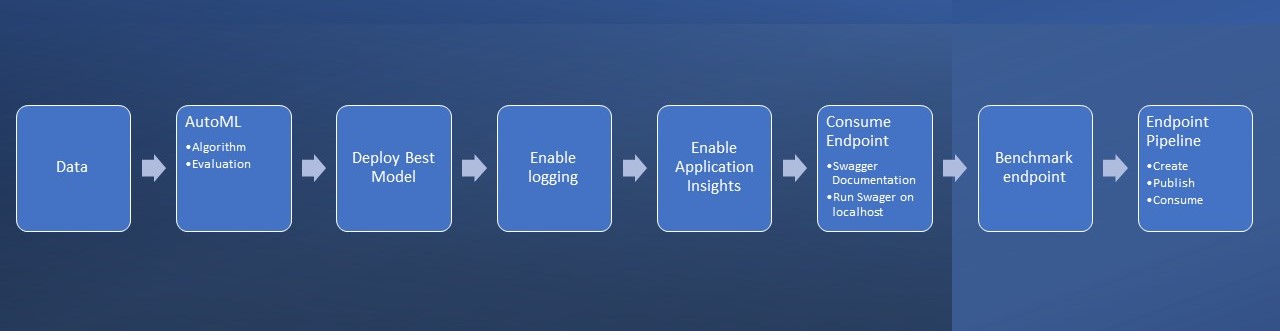 Data
AutoML
•Algorithm
•Evaluation
Deploy Best
Model
Enable
logging
Enable
Application
Insights
Consume
Endpoint
•Swagger
Documentation
•Run Swager on
localhost
Benchmark
endpoint
Endpoint
Pipeline
•Create
•Publish
•Consume